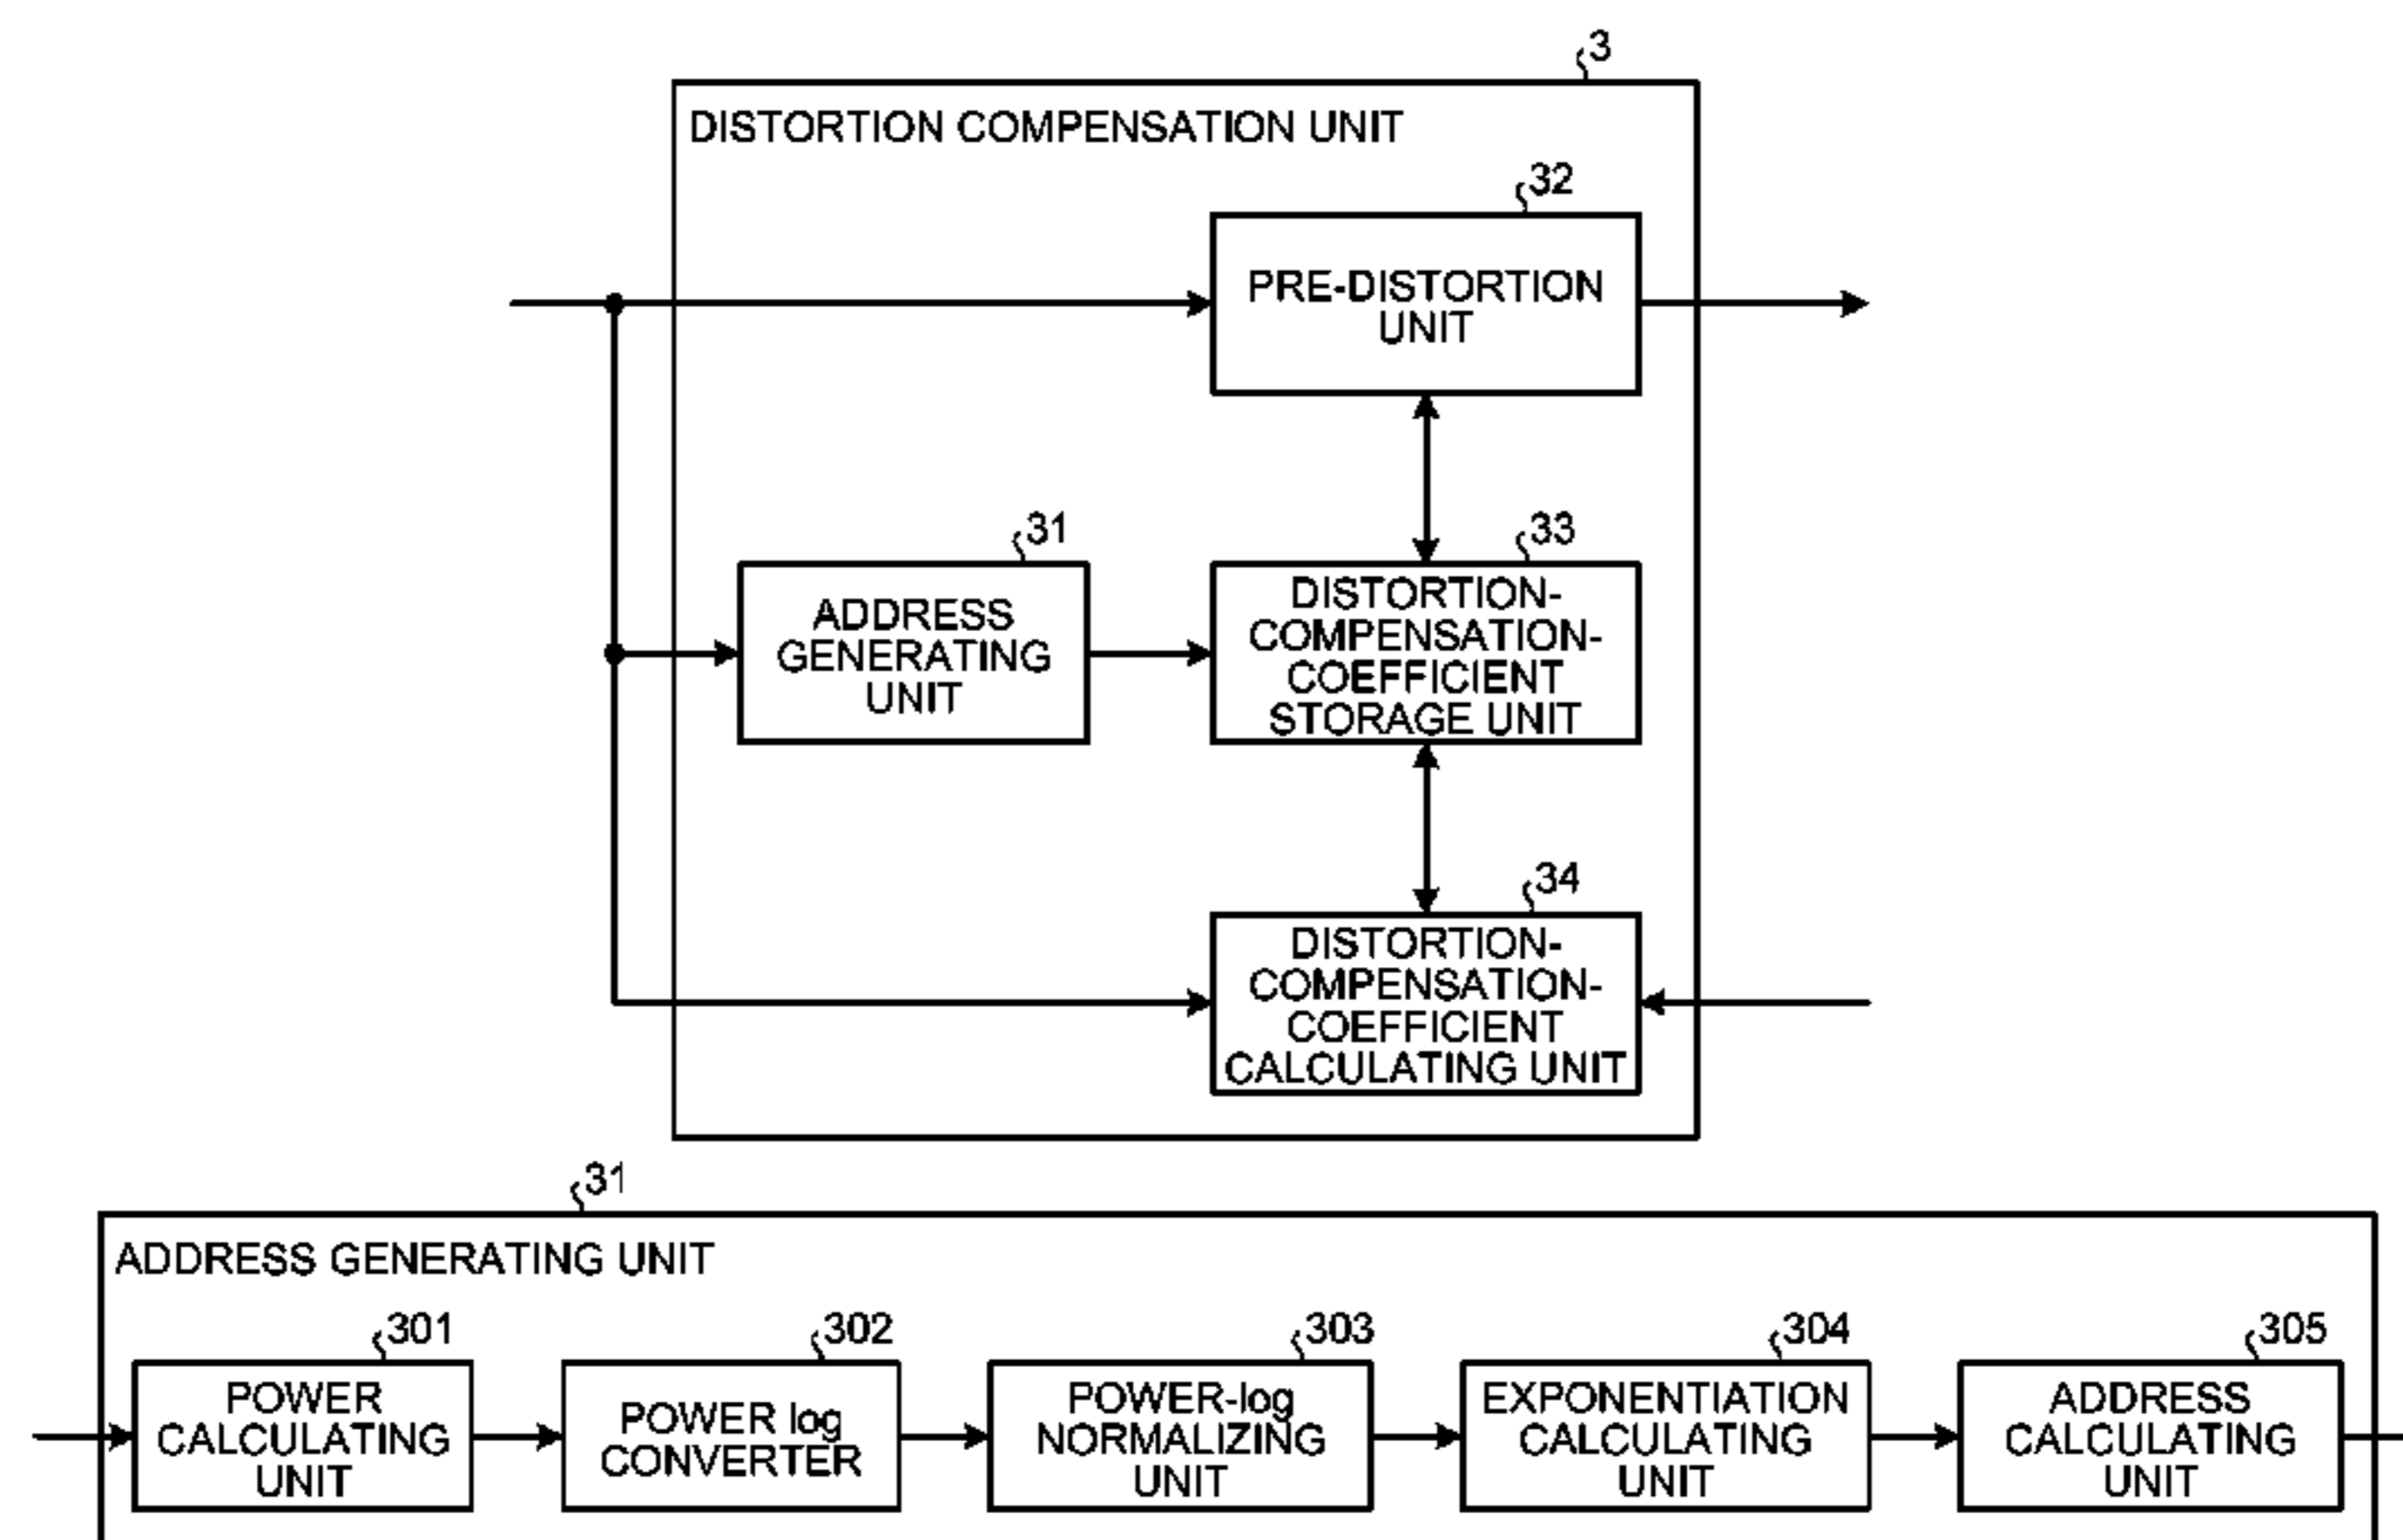 3
DISTORTION COMPENSATION UNIT
32
PRE-DISTORTION
UNIT
31
ADDRESS
GENERATING
UNIT
33
DISTORTION-
COMPENSATION-
COEFFICIENT
STORAGE UNIT
34
DISTORTION-
COMPENSATION-
COEFFICIENT
CALCULATING UNIT
31
ADDRESS GENERATING UNIT
301
POWER
CALCULATING
UNIT
302
POWER log
CONVERTER
303
POWER-log
NORMALIZING
UNIT
304
EXPONENTIATION
CALCULATING
UNIT
305
ADDRESS
CALCULATING
UNIT